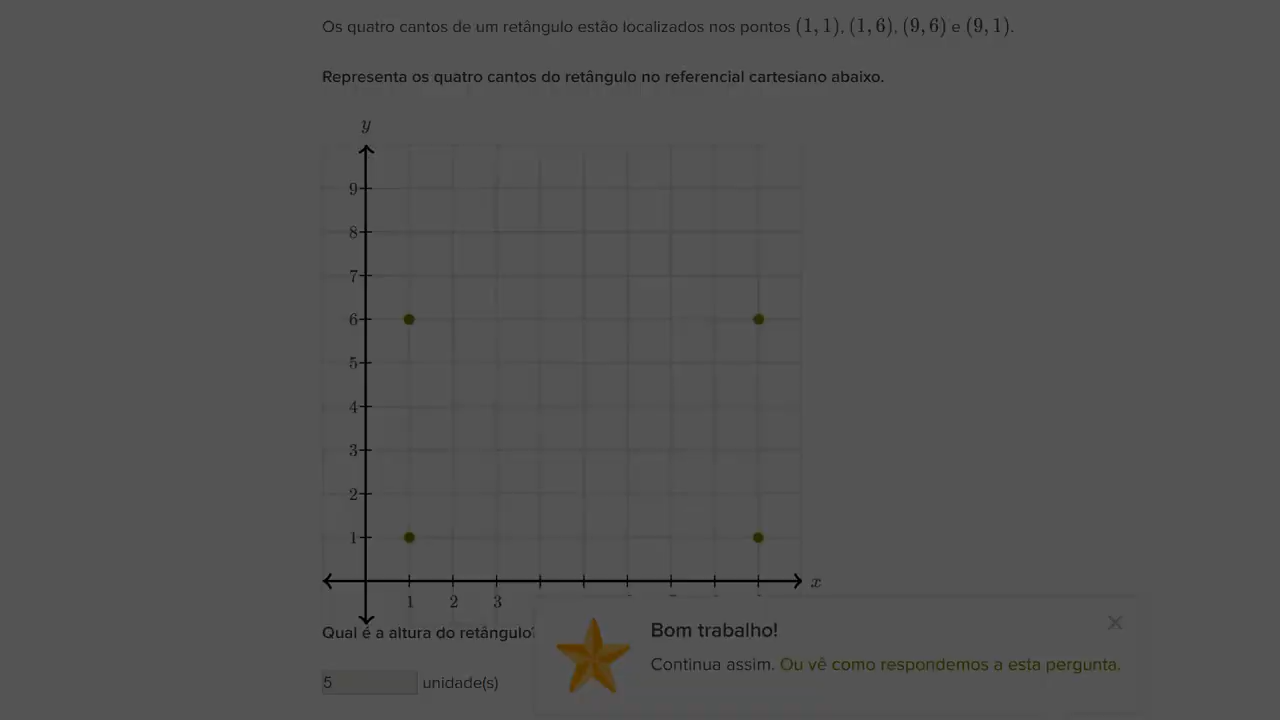 Os quatro cantos de um retângulo estão localizados nos pontos (1, 1), (1, 6), (9, 6) e (9, 1).
Representa os quatro cantos do retângulo no referencial cartesiano abaixo.
y
9
8
7
6
5
4
3
2
1
x
1 2 3
Qual é a altura do retângulo?
Bom trabalho!
Continua assim. Ou vê como respondemos a esta pergunta.
5 unidade(s)